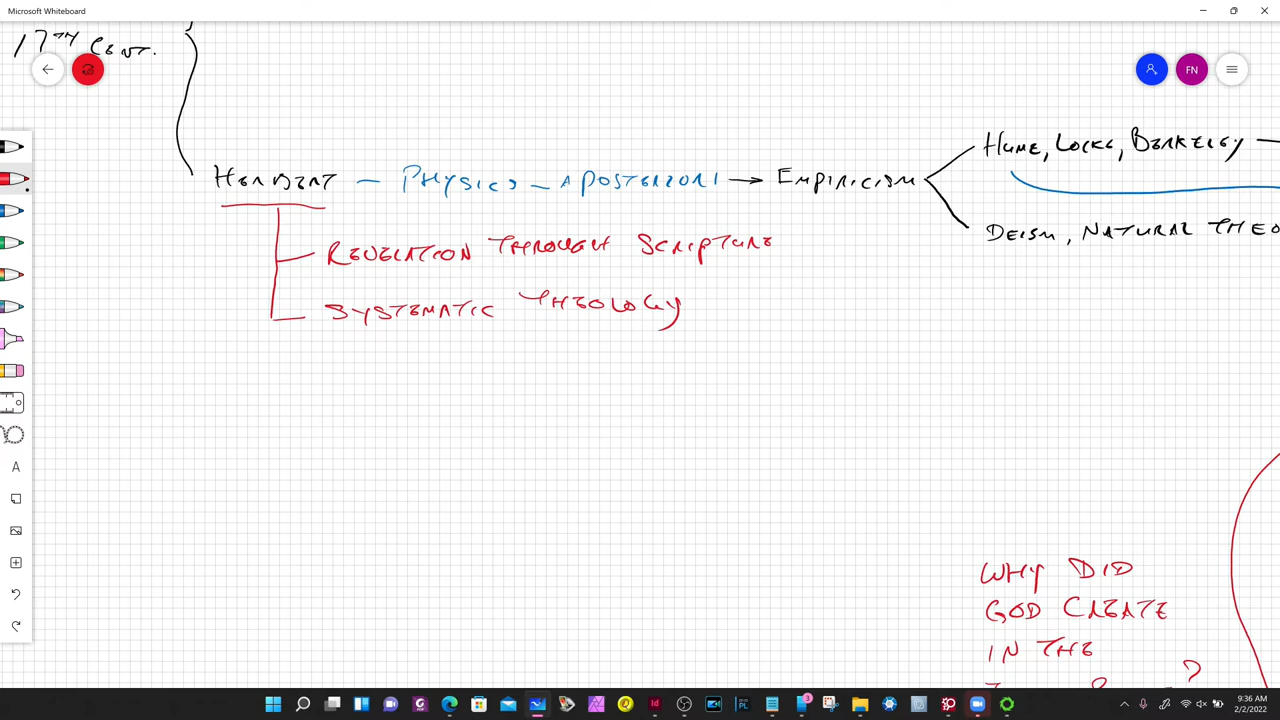 Microsoft Whiteboard
17TH CENT.
FN
HUME, LOCKE, BERKELEY
HERBERT — PHYSICS — A POSTERIORI → EMPIRICISM
DEISM, NATURAL THEO
REVELATION THROUGH SCRIPTURE
SYSTEMATIC THEOLOGY
A
WHY DID
GOD CREATE
IN THE
?
9:36 AM
2/2/2022